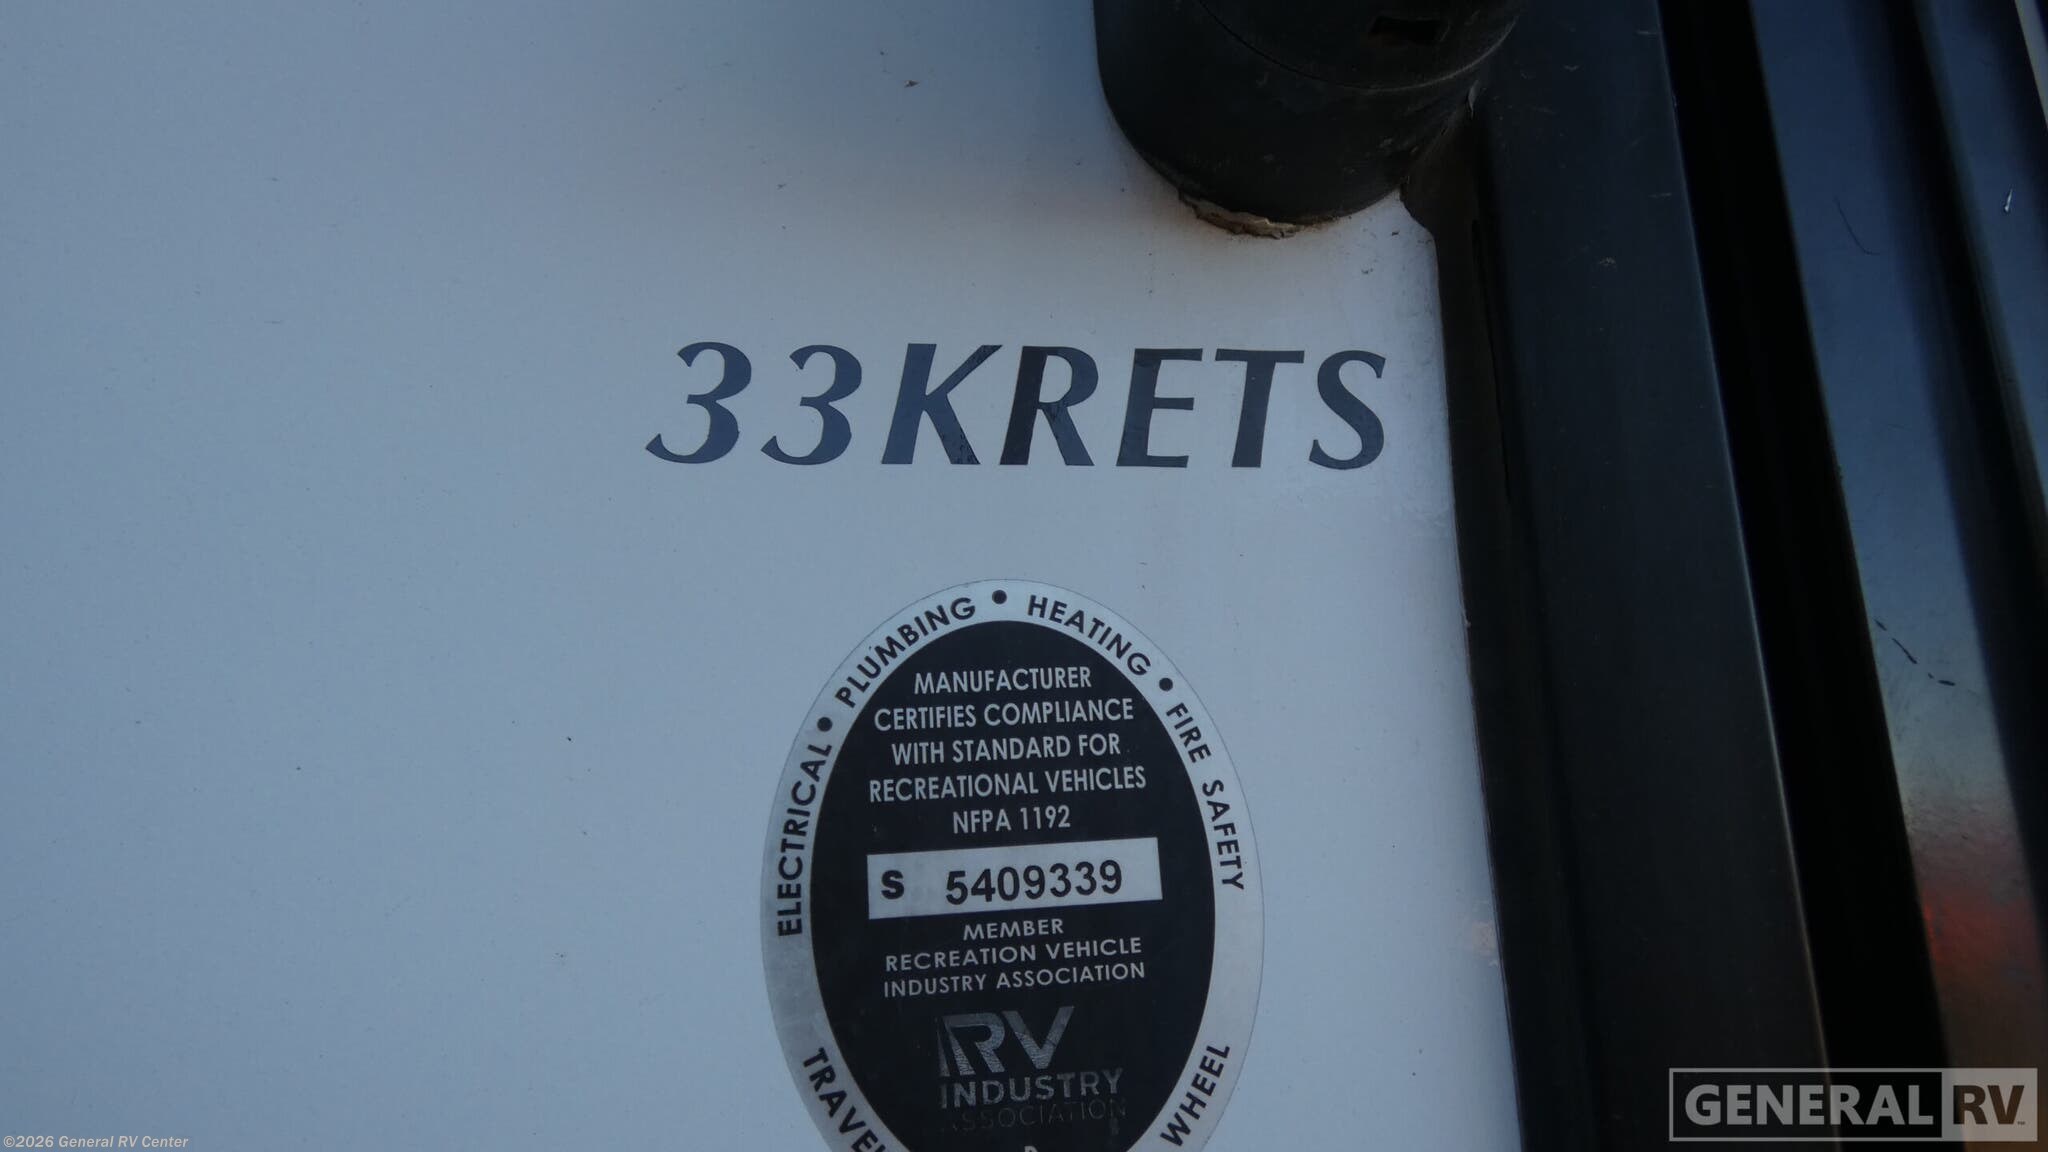 33KRETS
ELECTRICAL • PLUMBING • HEATING • FIRE SAFETY
MANUFACTURER
CERTIFIES COMPLIANCE
WITH STANDARD FOR
RECREATIONAL VEHICLES
NFPA 1192
S 5409339
MEMBER
RECREATION VEHICLE
INDUSTRY ASSOCIATION
RV
INDUSTRY
ASSOCIATION
WHEEL
GENERAL RV
©2026 General RV Center